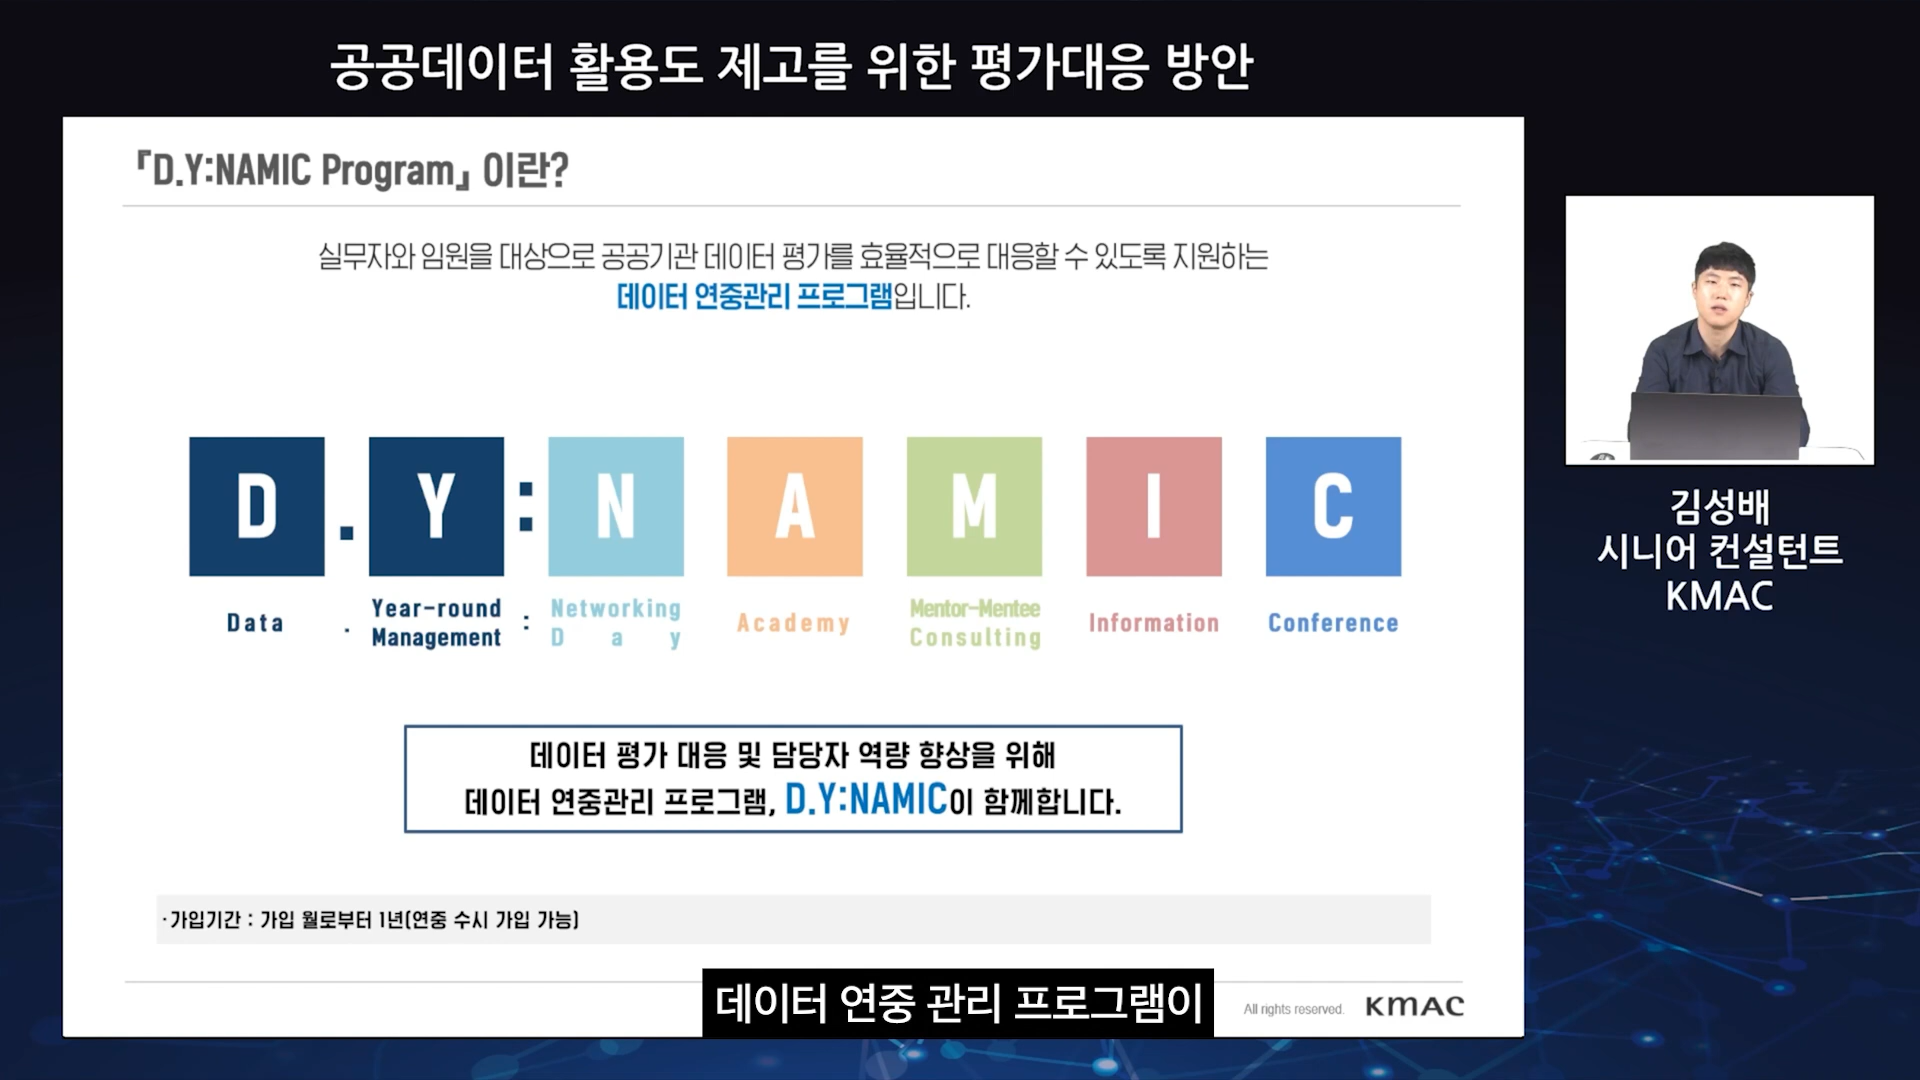 공공데이터 활용도 제고를 위한 평가대응 방안
「D.Y:NAMIC Program」 이란?
실무자와 임원을 대상으로 공공기관 데이터 평가를 효율적으로 대응할 수 있도록 지원하는
데이터 연중관리 프로그램입니다.
D . Y : N A M I C
Data . Year-round Management : Networking Day Academy Mentor-Mentee Consulting Information Conference
데이터 평가 대응 및 담당자 역량 향상을 위해
데이터 연중관리 프로그램, D.Y:NAMIC이 함께합니다.
·가입기간 : 가입 월로부터 1년(연중 수시 가입 가능)
All rights reserved. KMAC
데이터 연중 관리 프로그램이
김성배
시니어 컨설턴트
KMAC